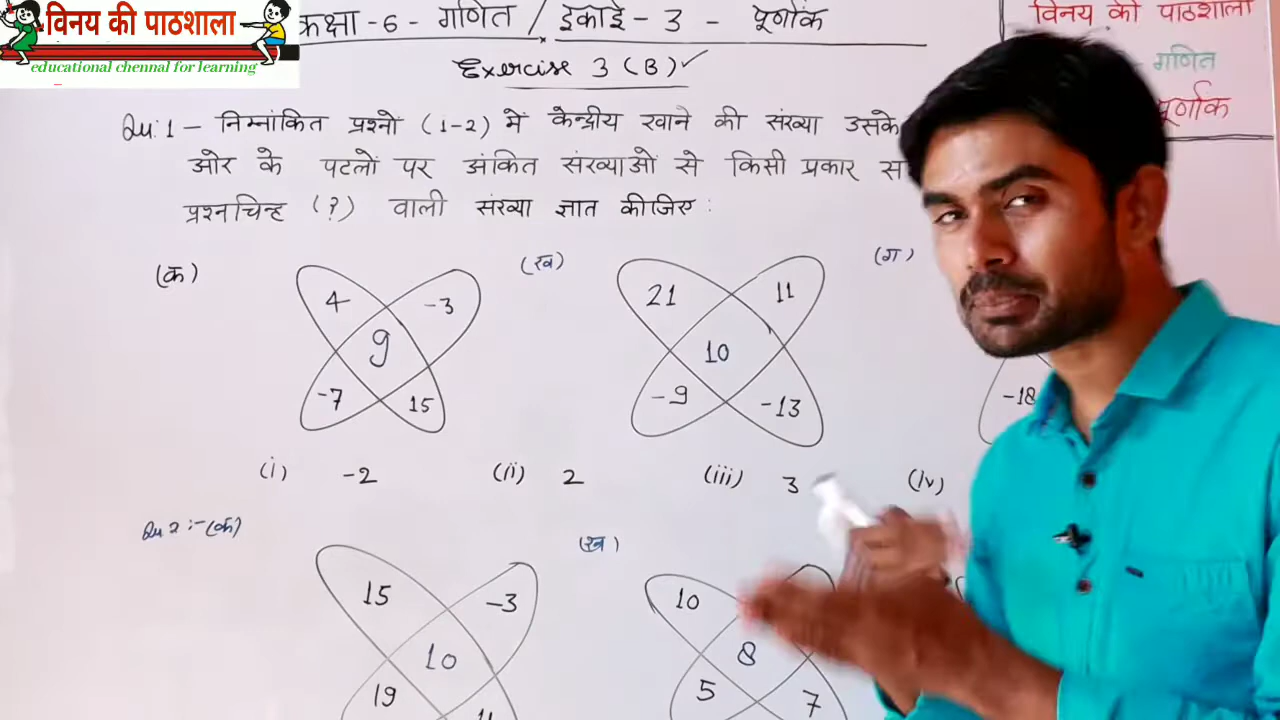 विनय की पाठशाला
educational chennal for learning
कक्षा -6 - गणित / इकाई - 3 - पूर्णांक
Exercise 3 (B) ✓
विनय की पाठशाला
गणित
पूर्णांक
Qu: 1 - निम्नांकित प्रश्नों (1-2) में केन्द्रीय खाने की संख्या उसके
ओर के पटलों पर अंकित संख्याओं से किसी प्रकार
प्रश्नचिन्ह (?) वाली संख्या ज्ञात कीजिए :
(क)
4 -3
9
-7 15
(ख)
21 11
10
-9 -13
(ग)
-18
(i) -2 (ii) 2 (iii) 3 (iv)
Qu 2 :- (क)
15 -3
10
19 11
(ख)
10
8
5 7